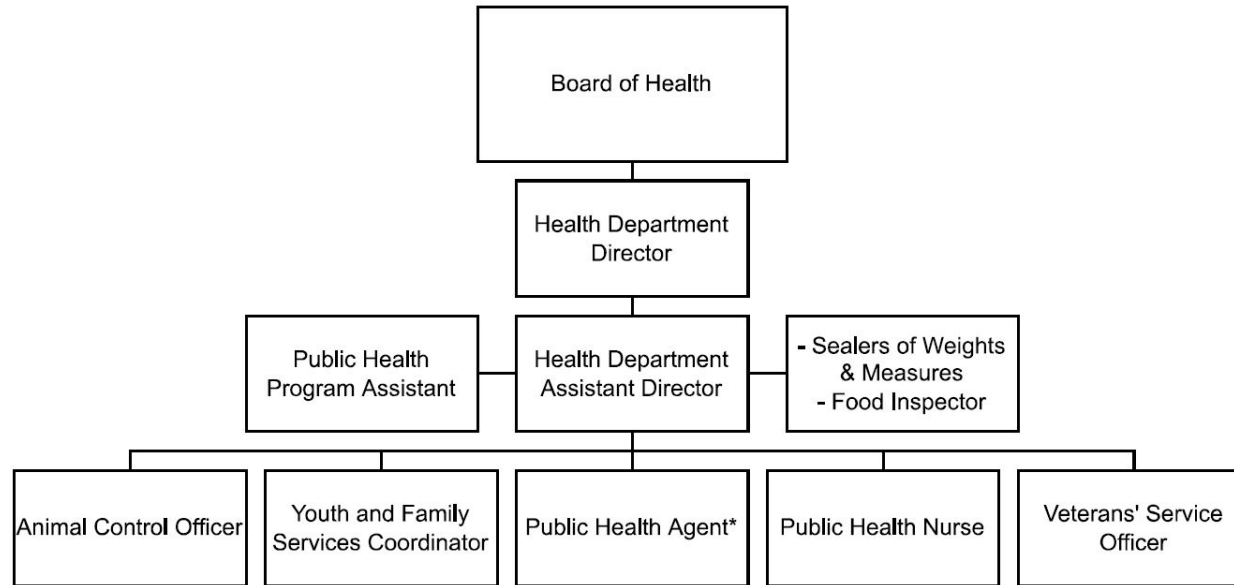 Board of Health
Health Department
Director
Public Health
Program Assistant
Health Department
Assistant Director
- Sealers of Weights
& Measures
- Food Inspector
Animal Control Officer
Youth and Family
Services Coordinator
Public Health Agent*
Public Health Nurse
Veterans' Service
Officer